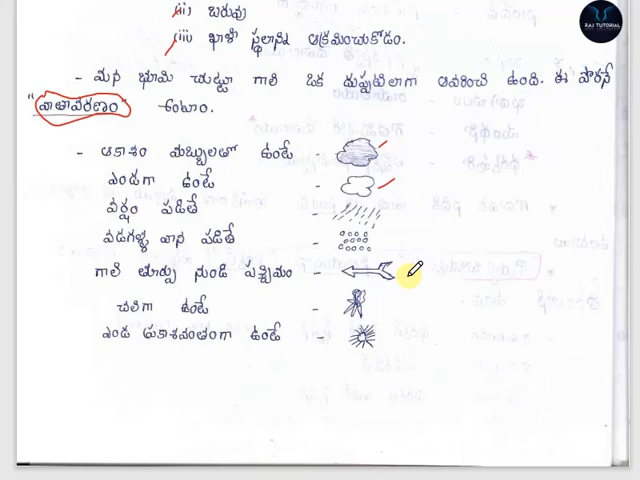 (ii) బరువు
(iii) ఖాళీ స్థలాన్ని ఆక్రమించుకోడం.
- మన భూమి చుట్టూ గాలి ఒక దుప్పటిలాగా ఆవరించి ఉంది. ఈ పొరనే
"వాతావరణం" అంటాం.
- ఆకాశం మబ్బులతో ఉంటే -
ఎండగా ఉంటే -
వర్షం పడితే -
వడగళ్ళ వాన పడితే -
గాలి తూర్పు నుండి పశ్చిమం -
చలిగా ఉంటే -
ఎండ ప్రకాశవంతంగా ఉంటే -
RAJ TUTORIAL